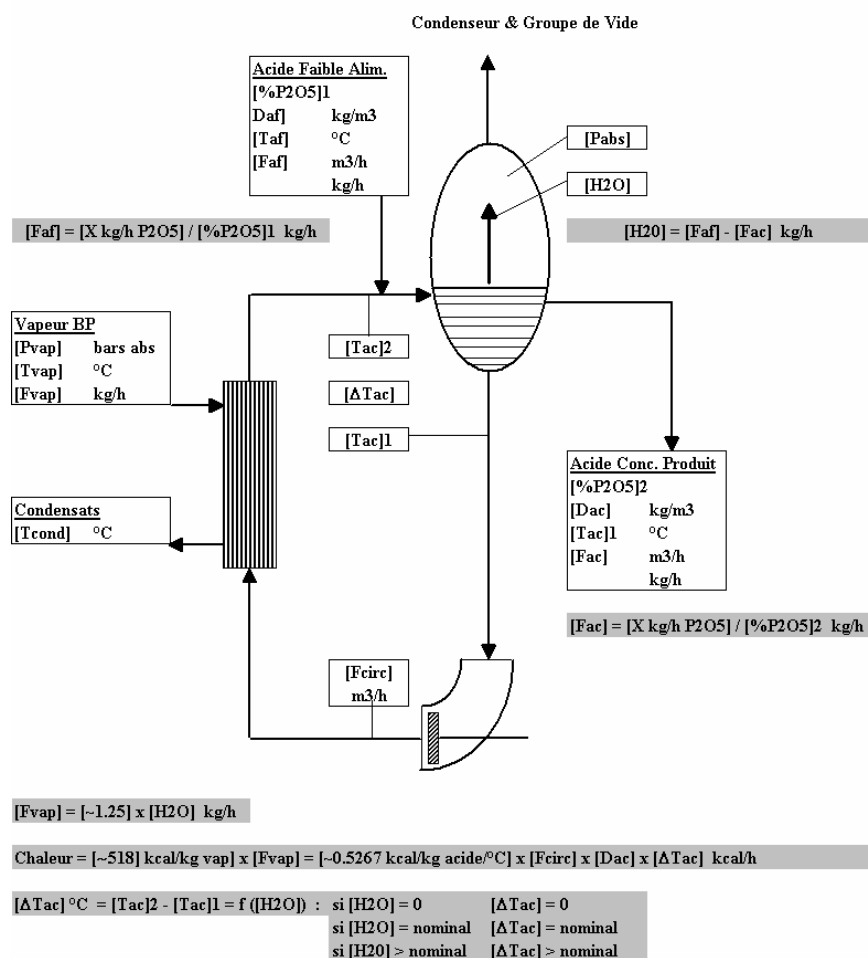 Condenseur & Groupe de Vide
Acide Faible Alim.
[%P2O5]1
Daf] kg/m3
[Taf] °C
[Faf] m3/h
kg/h
[Pabs]
[H2O]
[Faf] = [X kg/h P2O5] / [%P2O5]1 kg/h
[H20] = [Faf] - [Fac] kg/h
Vapeur BP
[Pvap] bars abs
[Tvap] °C
[Fvap] kg/h
[Tac]2
[ΔTac]
[Tac]1
Condensats
[Tcond] °C
Acide Conc. Produit
[%P2O5]2
[Dac] kg/m3
[Tac]1 °C
[Fac] m3/h
kg/h
[Fac] = [X kg/h P2O5] / [%P2O5]2 kg/h
[Fcirc]
m3/h
[Fvap] = [~1.25] x [H2O] kg/h
Chaleur = [~518] kcal/kg vap] x [Fvap] = [~0.5267 kcal/kg acide/°C] x [Fcirc] x [Dac] x [ΔTac] kcal/h
[ΔTac] °C = [Tac]2 - [Tac]1 = f ([H2O]) : si [H2O] = 0 [ΔTac] = 0
si [H2O] = nominal [ΔTac] = nominal
si [H20] > nominal [ΔTac] > nominal